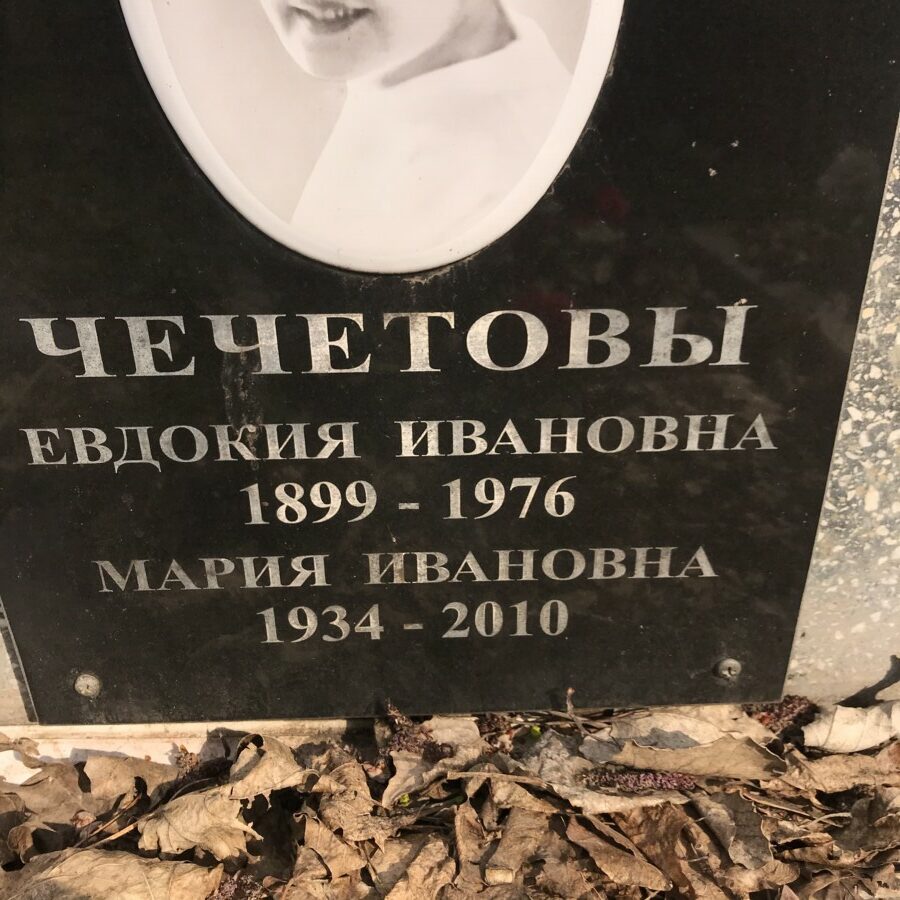 ЧЕЧЕТОВЫ
ЕВДОКИЯ ИВАНОВНА
1899 - 1976
МАРИЯ ИВАНОВНА
1934 - 2010